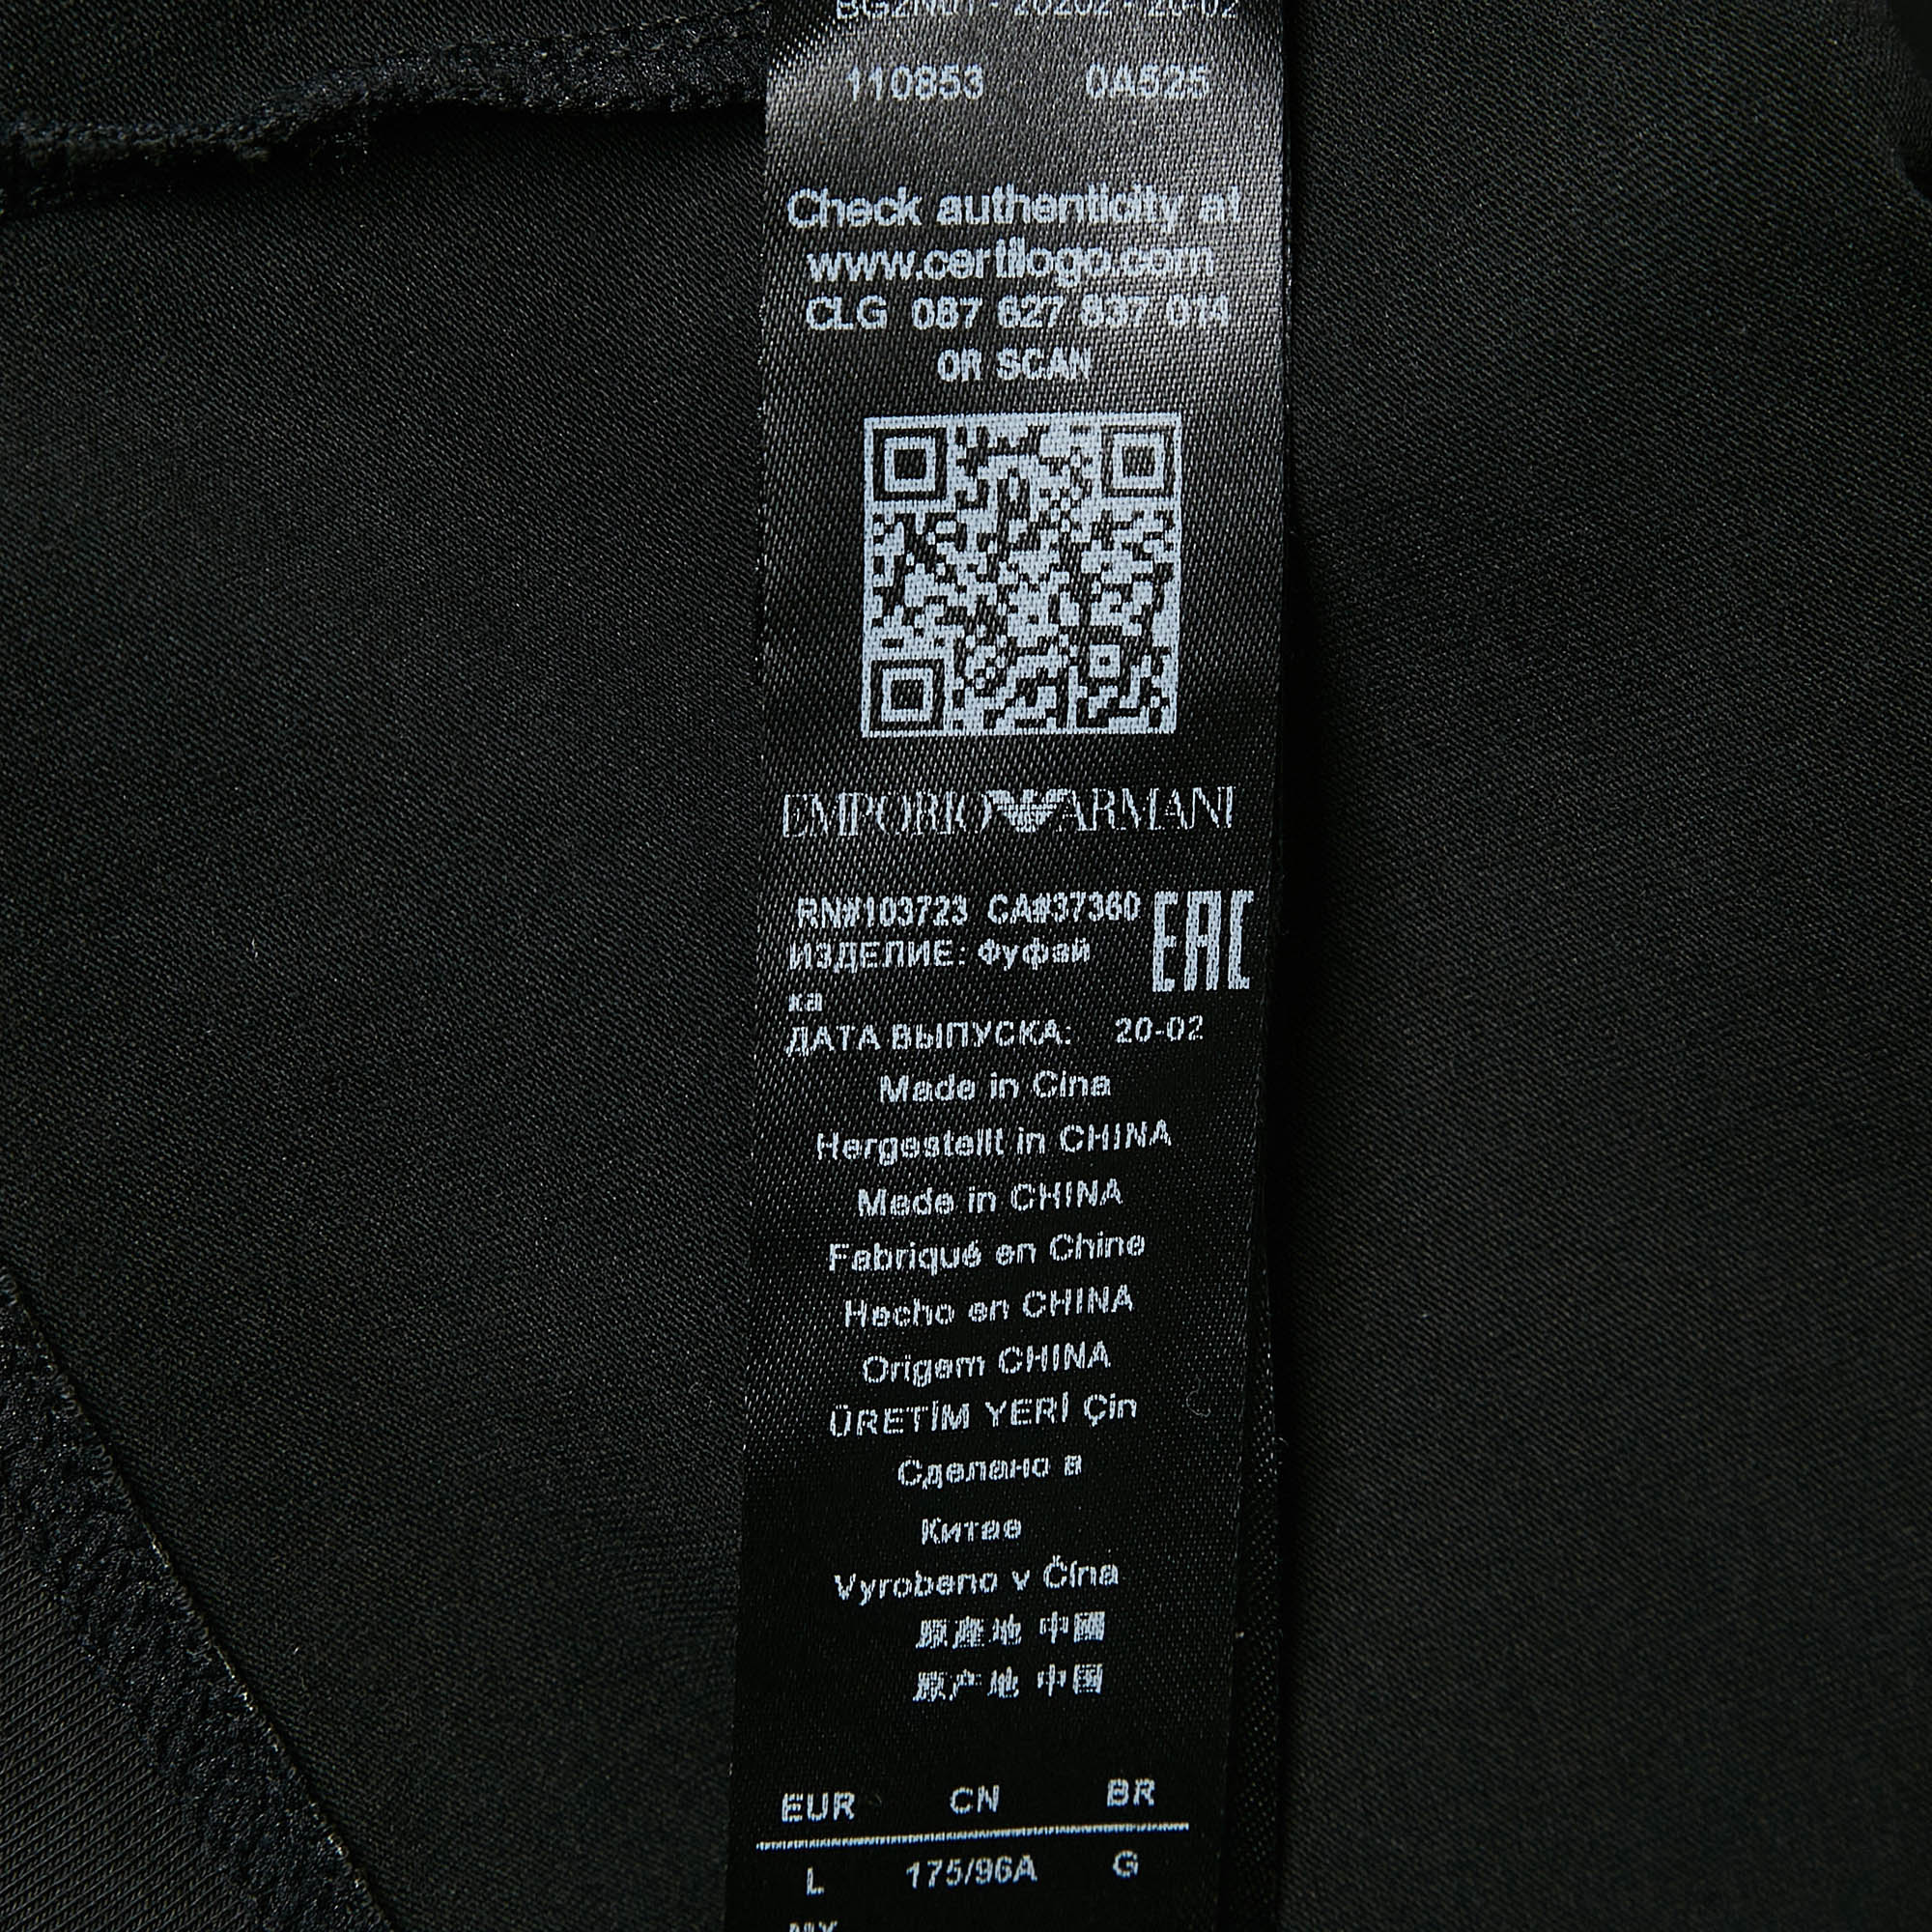 110853 0A525
Check authenticity at
www.certilogo.com
CLG 087 627 837 014
OR SCAN
EMPORIO ARMANI
RN#103723 CA#37360
EAC
ИЗДЕЛИЕ: Фуфай
ка
ДАТА ВЫПУСКА: 20-02
Made in Cina
Hergestellt in CHINA
Made in CHINA
Fabriqué en Chine
Hecho en CHINA
Origem CHINA
ÜRETİM YERİ Çin
Сделано в
Китае
Vyrobeno v Čína
原產地 中國
原产地 中国
EUR CN BR
L 175/96A G